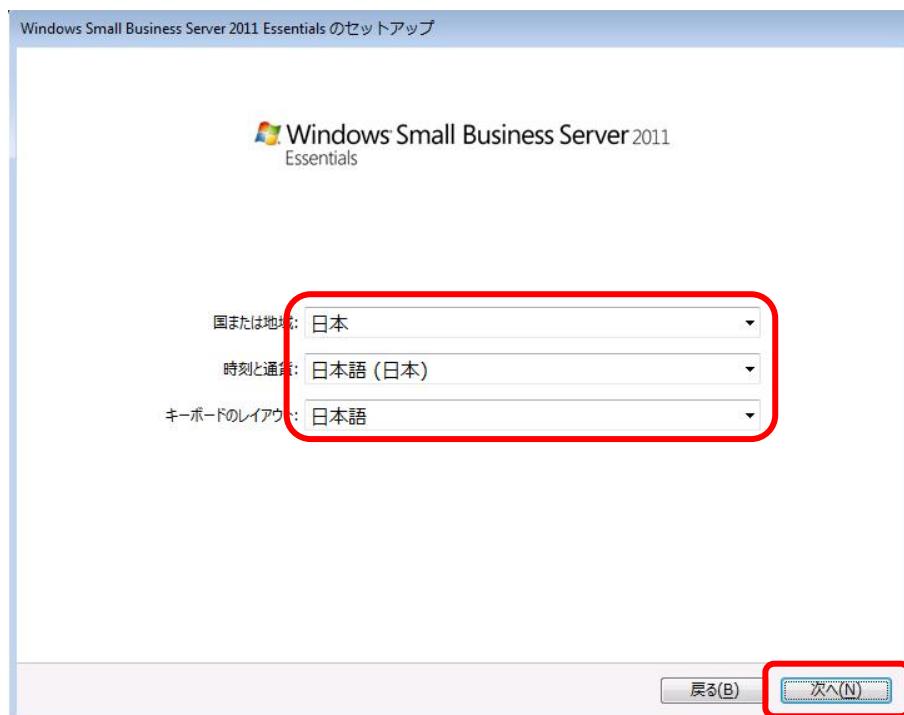 Windows Small Business Server 2011 Essentials のセットアップ
Windows Small Business Server 2011
Essentials
国または地域: 日本
時刻と通貨: 日本語 (日本)
キーボードのレイアウト: 日本語
戻る(B) 次へ(N)